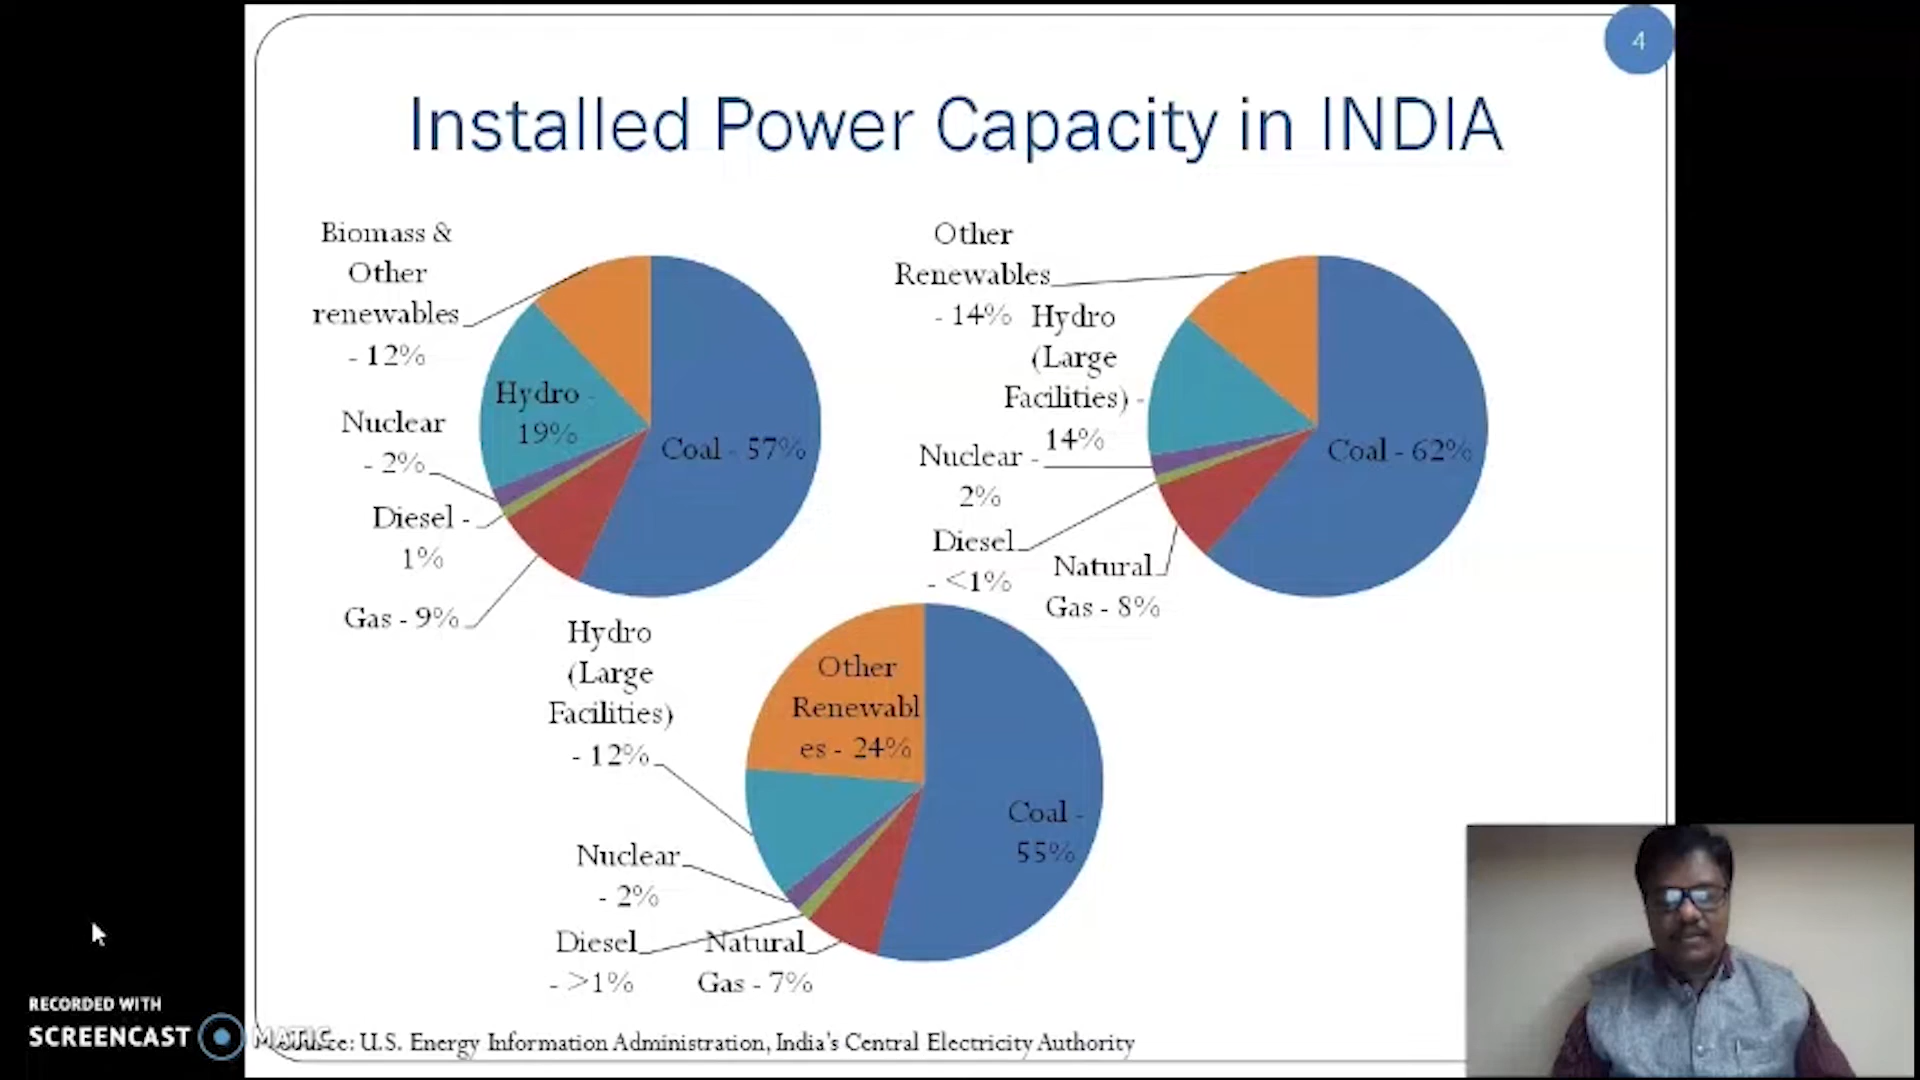 4
Installed Power Capacity in INDIA
Biomass &
Other
renewables
- 12%
Hydro -
19%
Nuclear
- 2%
Diesel -
1%
Gas - 9%
Coal - 57%
Other
Renewables
- 14%
Hydro
(Large
Facilities) -
14%
Nuclear -
2%
Diesel
- <1%
Natural
Gas - 8%
Coal - 62%
Hydro
(Large
Facilities)
- 12%
Other
Renewabl
es - 24%
Coal -
55%
Nuclear
- 2%
Diesel
- >1%
Natural
Gas - 7%
RECORDED WITH
SCREENCAST MATIC
U.S. Energy Information Administration, India's Central Electricity Authority